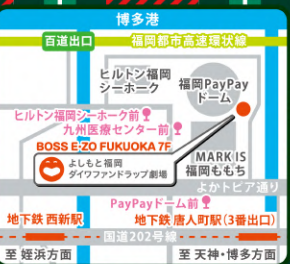 博多港
百道出口
福岡都市高速環状線
ヒルトン福岡
シーホーク
福岡PayPay
ドーム
ヒルトン福岡シーホーク前
九州医療センター前
BOSS E・ZO FUKUOKA 7F
よしもと福岡
ダイワファンドラップ劇場
MARK IS
福岡ももち
よかトピア通り
PayPayドーム前
地下鉄 西新駅
地下鉄 唐人町駅(3番出口)
国道202号線
至 姪浜方面
至 天神・博多方面